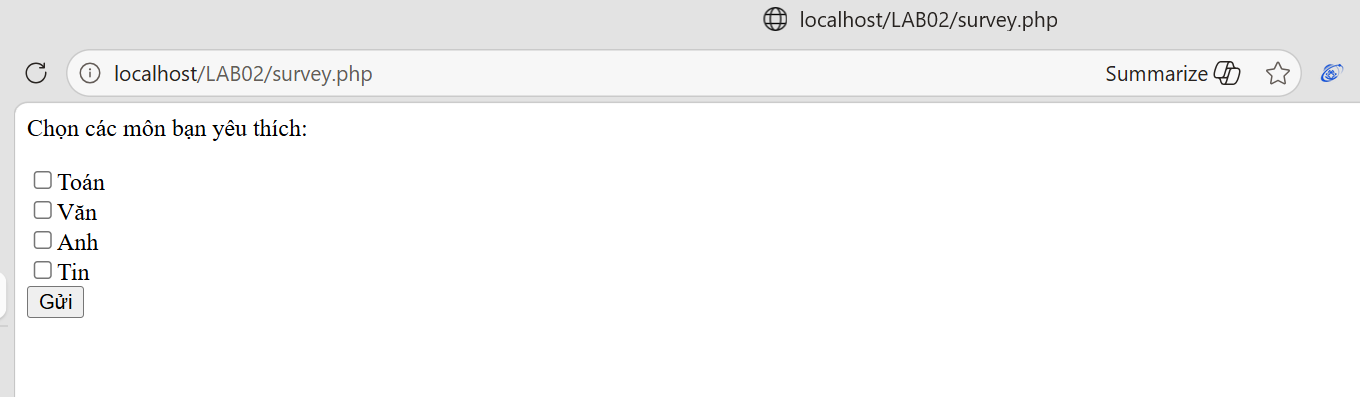 localhost/LAB02/survey.php
localhost/LAB02/survey.php Summarize
Chọn các môn bạn yêu thích:
Toán
Văn
Anh
Tin
Gửi